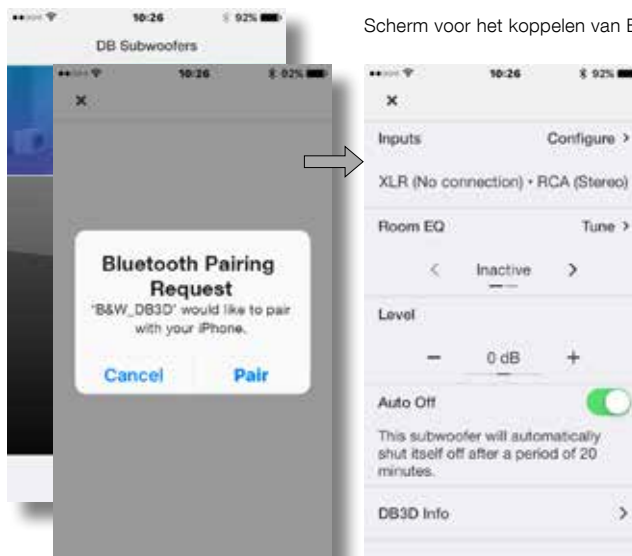 10:26 92%
DB Subwoofers
10:26 92%
×
Bluetooth Pairing
Request
"B&W_DB3D" would like to pair
with your iPhone.
Cancel Pair
Scherm voor het koppelen van
10:26 92%
×
Inputs Configure >
XLR (No connection) • RCA (Stereo)
Room EQ Tune >
< Inactive >
Level
− 0 dB +
Auto Off
This subwoofer will automatically
shut itself off after a period of 20
minutes.
DB3D Info >